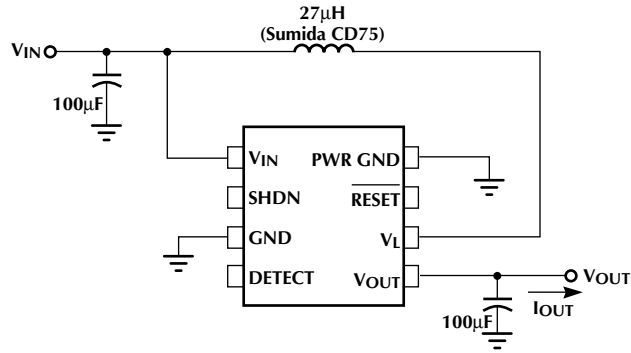 27µH
(Sumida CD75)
VIN
100µF
VIN
PWR GND
SHDN
RESET
GND
VL
DETECT
VOUT
VOUT
IOUT
100µF